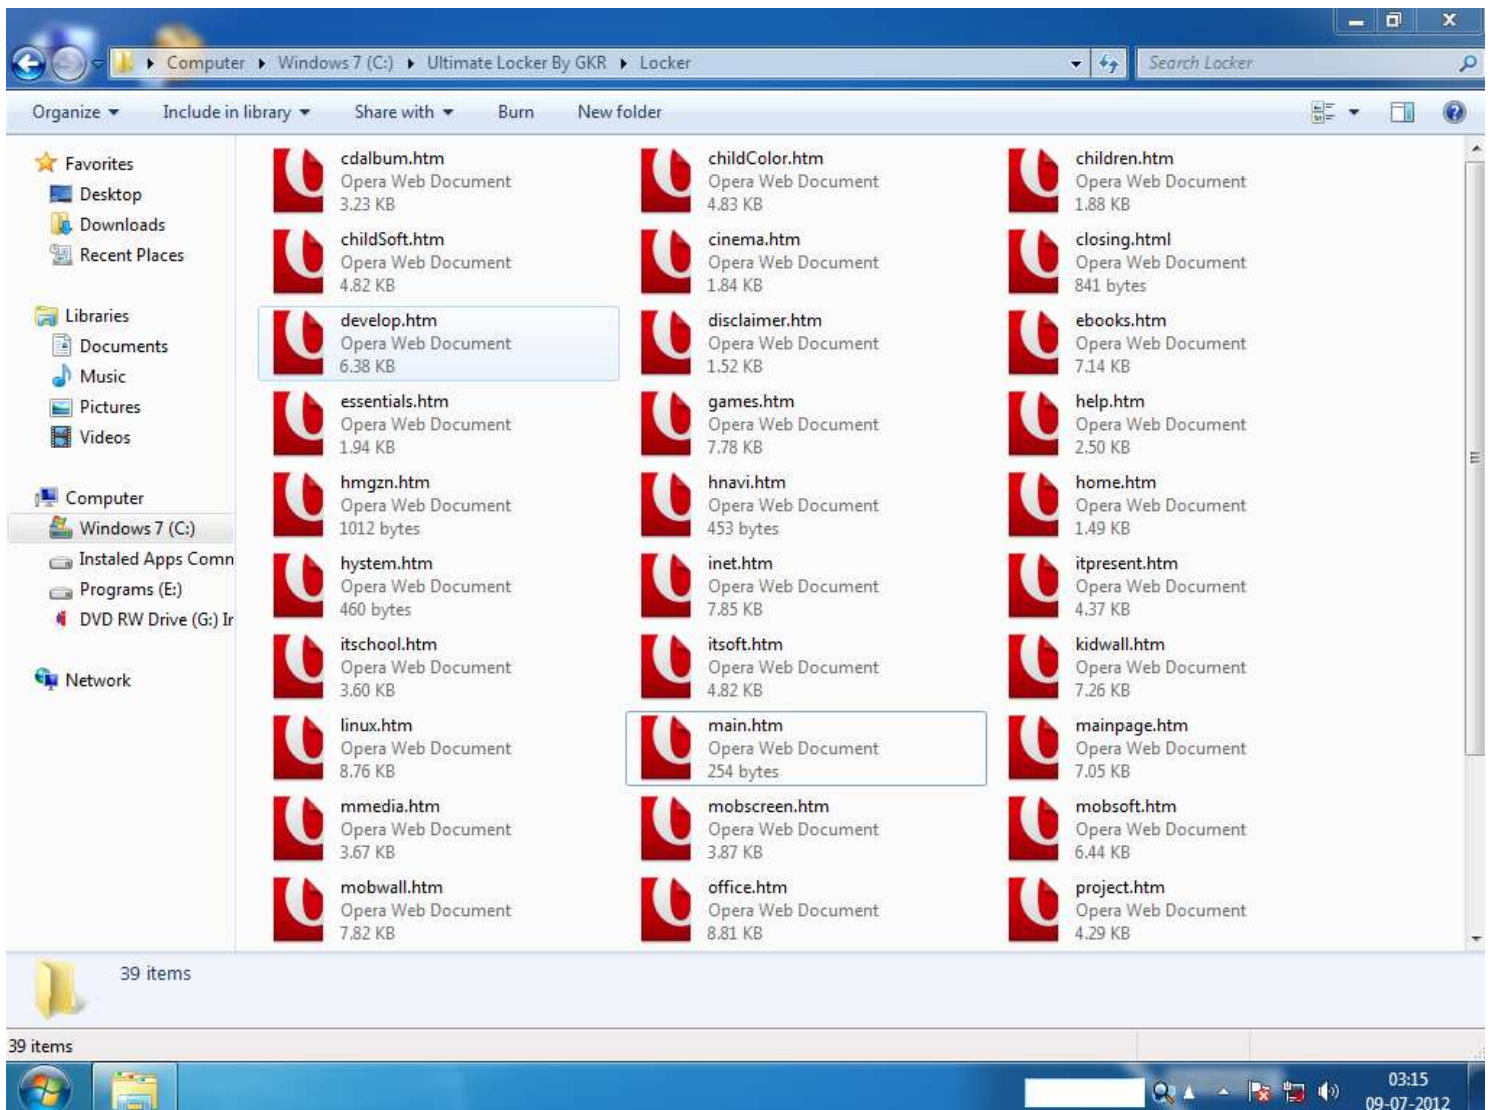 Computer ▸ Windows 7 (C:) ▸ Ultimate Locker By GKR ▸ Locker
Search Locker
Organize Include in library Share with Burn New folder
Favorites
Desktop
Downloads
Recent Places
Libraries
Documents
Music
Pictures
Videos
Computer
Windows 7 (C:)
Instaled Apps Comn
Programs (E:)
DVD RW Drive (G:) Ir
Network
cdalbum.htm
Opera Web Document
3.23 KB
childColor.htm
Opera Web Document
4.83 KB
children.htm
Opera Web Document
1.88 KB
childSoft.htm
Opera Web Document
4.82 KB
cinema.htm
Opera Web Document
1.84 KB
closing.html
Opera Web Document
841 bytes
develop.htm
Opera Web Document
6.38 KB
disclaimer.htm
Opera Web Document
1.52 KB
ebooks.htm
Opera Web Document
7.14 KB
essentials.htm
Opera Web Document
1.94 KB
games.htm
Opera Web Document
7.78 KB
help.htm
Opera Web Document
2.50 KB
hmgzn.htm
Opera Web Document
1012 bytes
hnavi.htm
Opera Web Document
453 bytes
home.htm
Opera Web Document
1.49 KB
hystem.htm
Opera Web Document
460 bytes
inet.htm
Opera Web Document
7.85 KB
itpresent.htm
Opera Web Document
4.37 KB
itschool.htm
Opera Web Document
3.60 KB
itsoft.htm
Opera Web Document
4.82 KB
kidwall.htm
Opera Web Document
7.26 KB
linux.htm
Opera Web Document
8.76 KB
main.htm
Opera Web Document
254 bytes
mainpage.htm
Opera Web Document
7.05 KB
mmedia.htm
Opera Web Document
3.67 KB
mobscreen.htm
Opera Web Document
3.87 KB
mobsoft.htm
Opera Web Document
6.44 KB
mobwall.htm
Opera Web Document
7.82 KB
office.htm
Opera Web Document
8.81 KB
project.htm
Opera Web Document
4.29 KB
39 items
39 items
03:15
09-07-2012